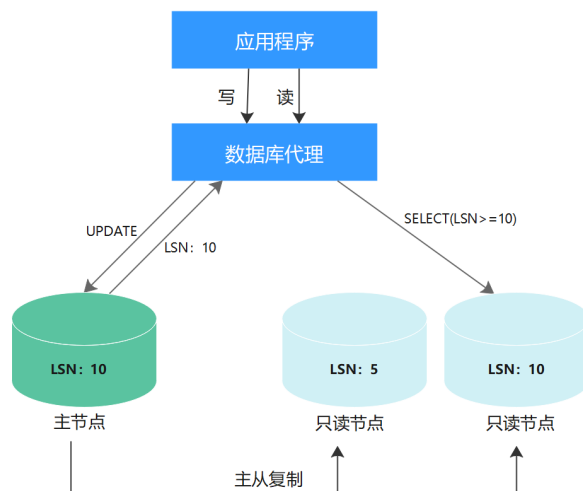 应用程序
写
读
数据库代理
UPDATE
LSN：10
SELECT(LSN>=10)
LSN：10
LSN：5
LSN：10
主节点
只读节点
只读节点
主从复制